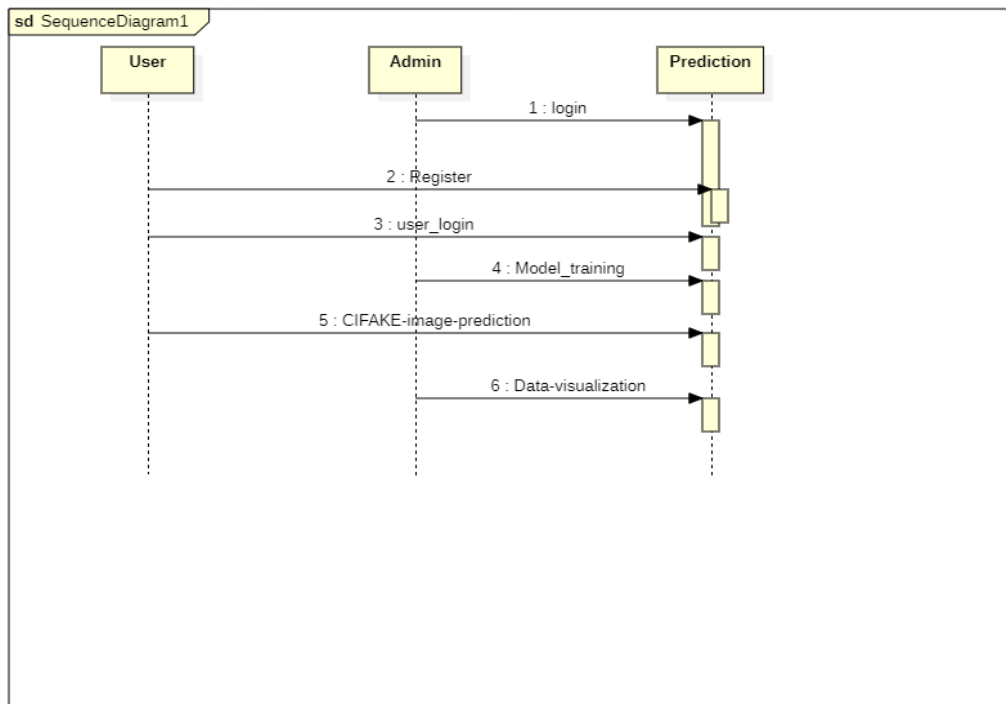 sd SequenceDiagram1
User
Admin
Prediction
1 : login
2 : Register
3 : user_login
4 : Model_training
5 : CIFAKE-image-prediction
6 : Data-visualization